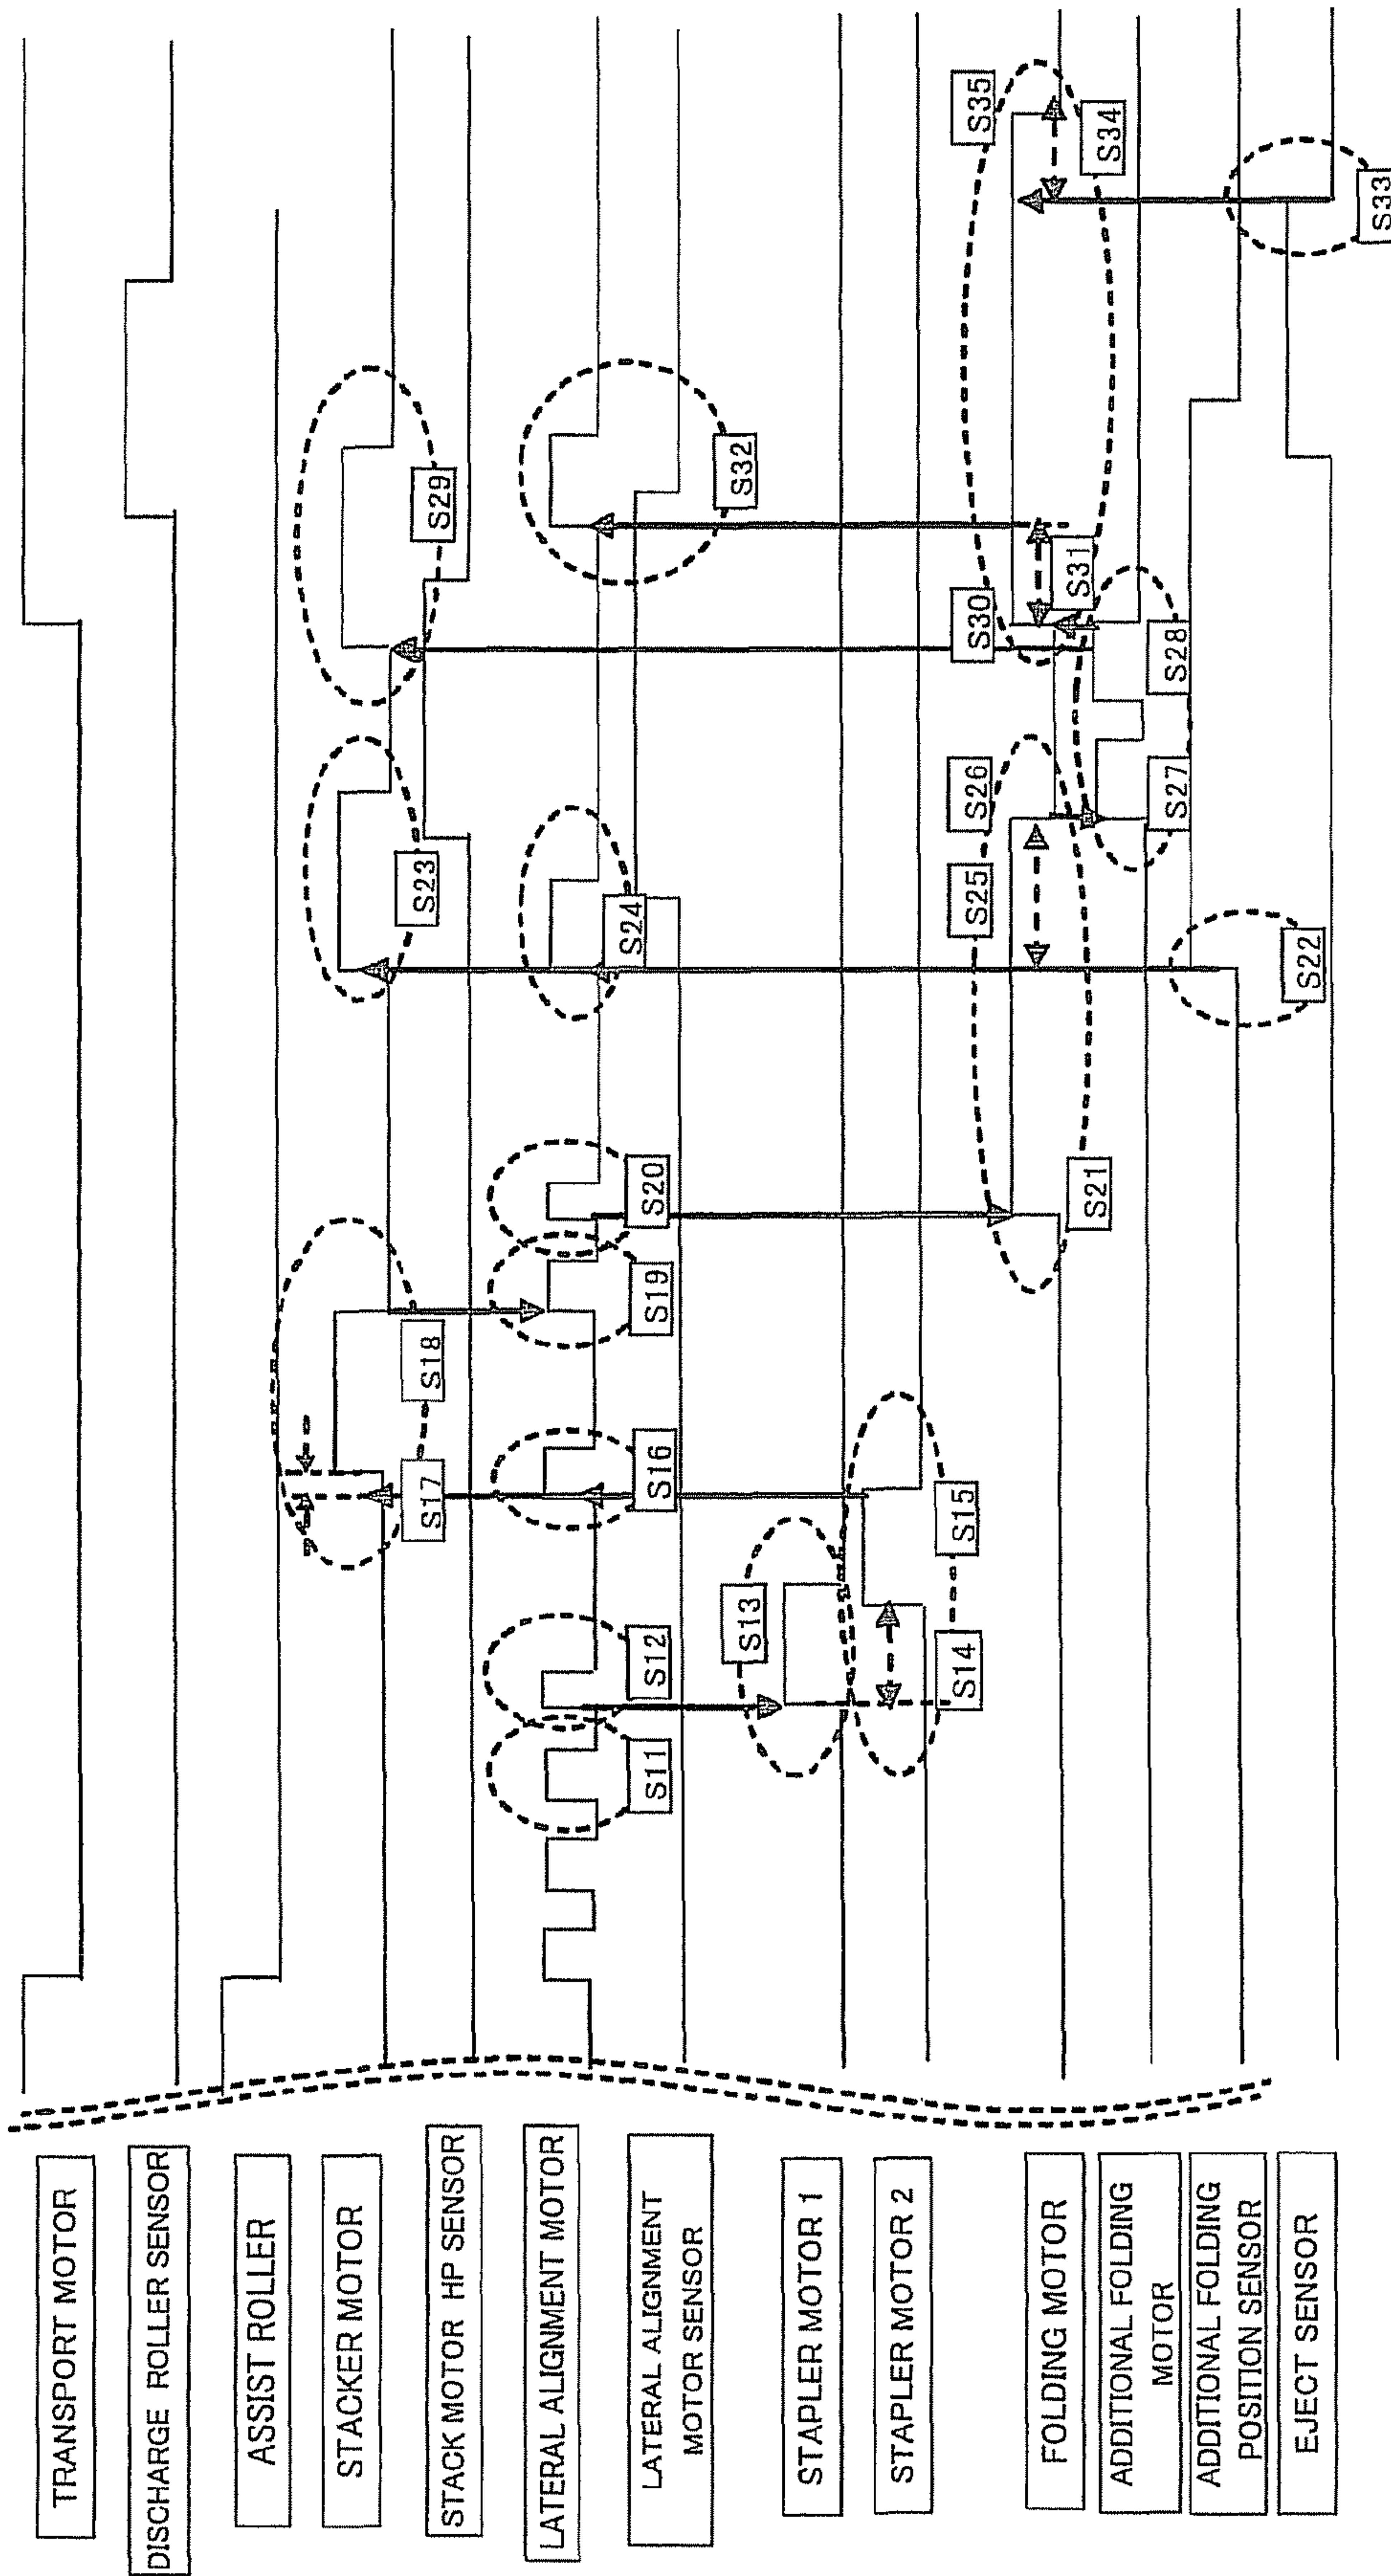 TRANSPORT MOTOR
DISCHARGE ROLLER SENSOR
ASSIST ROLLER
STACKER MOTOR
STACK MOTOR HP SENSOR
LATERAL ALIGNMENT MOTOR
LATERAL ALIGNMENT
MOTOR SENSOR
STAPLER MOTOR 1
STAPLER MOTOR 2
FOLDING MOTOR
ADDITIONAL FOLDING
MOTOR
ADDITIONAL FOLDING
POSITION SENSOR
EJECT SENSOR
S11
S12
S13
S14
S15
S16
S17
S18
S19
S20
S21
S22
S23
S24
S25
S26
S27
S28
S29
S30
S31
S32
S33
S34
S35